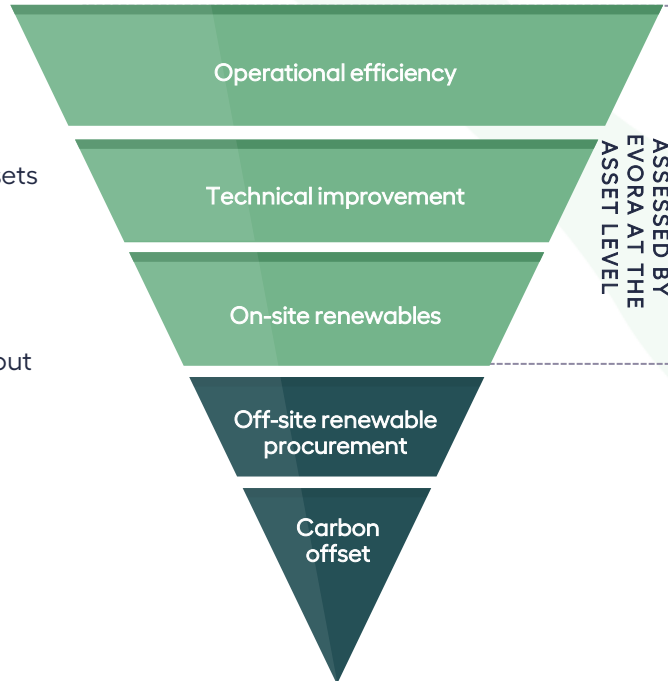 Operational efficiency
Technical improvement
On-site renewables
Off-site renewable
procurement
Carbon
offset
ASSESSED BY
EVORA AT THE
ASSET LEVEL